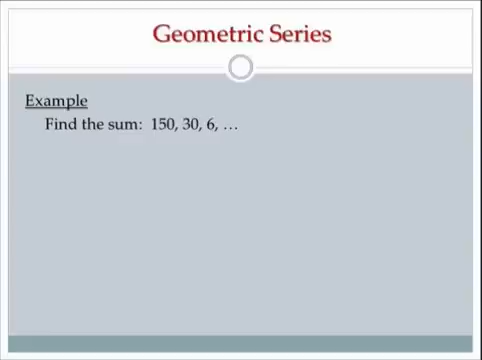 Geometric Series
Example
Find the sum: 150, 30, 6, …